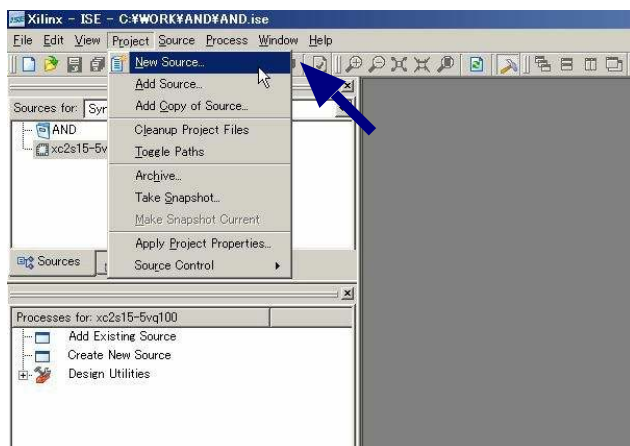 Xilinx - ISE - C:¥WORK¥AND¥AND.ise
File Edit View Project Source Process Window Help
New Source...
Add Source...
Add Copy of Source...
Cleanup Project Files
Toggle Paths
Archive...
Take Snapshot...
Make Snapshot Current
Apply Project Properties...
Source Control
Sources for:
AND
xc2s15-5v
Sources
Processes for: xc2s15-5vq100
Add Existing Source
Create New Source
Design Utilities